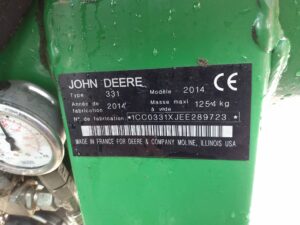 JOHN DEERE CE
Type 331 Modèle 2014
Année de fabrication 2014 Masse maxi à vide 1254 kg
N°. de fabrication *1CC0331XJEE289723*
MADE IN FRANCE FOR DEERE & COMPANY MOLINE, ILLINOIS USA